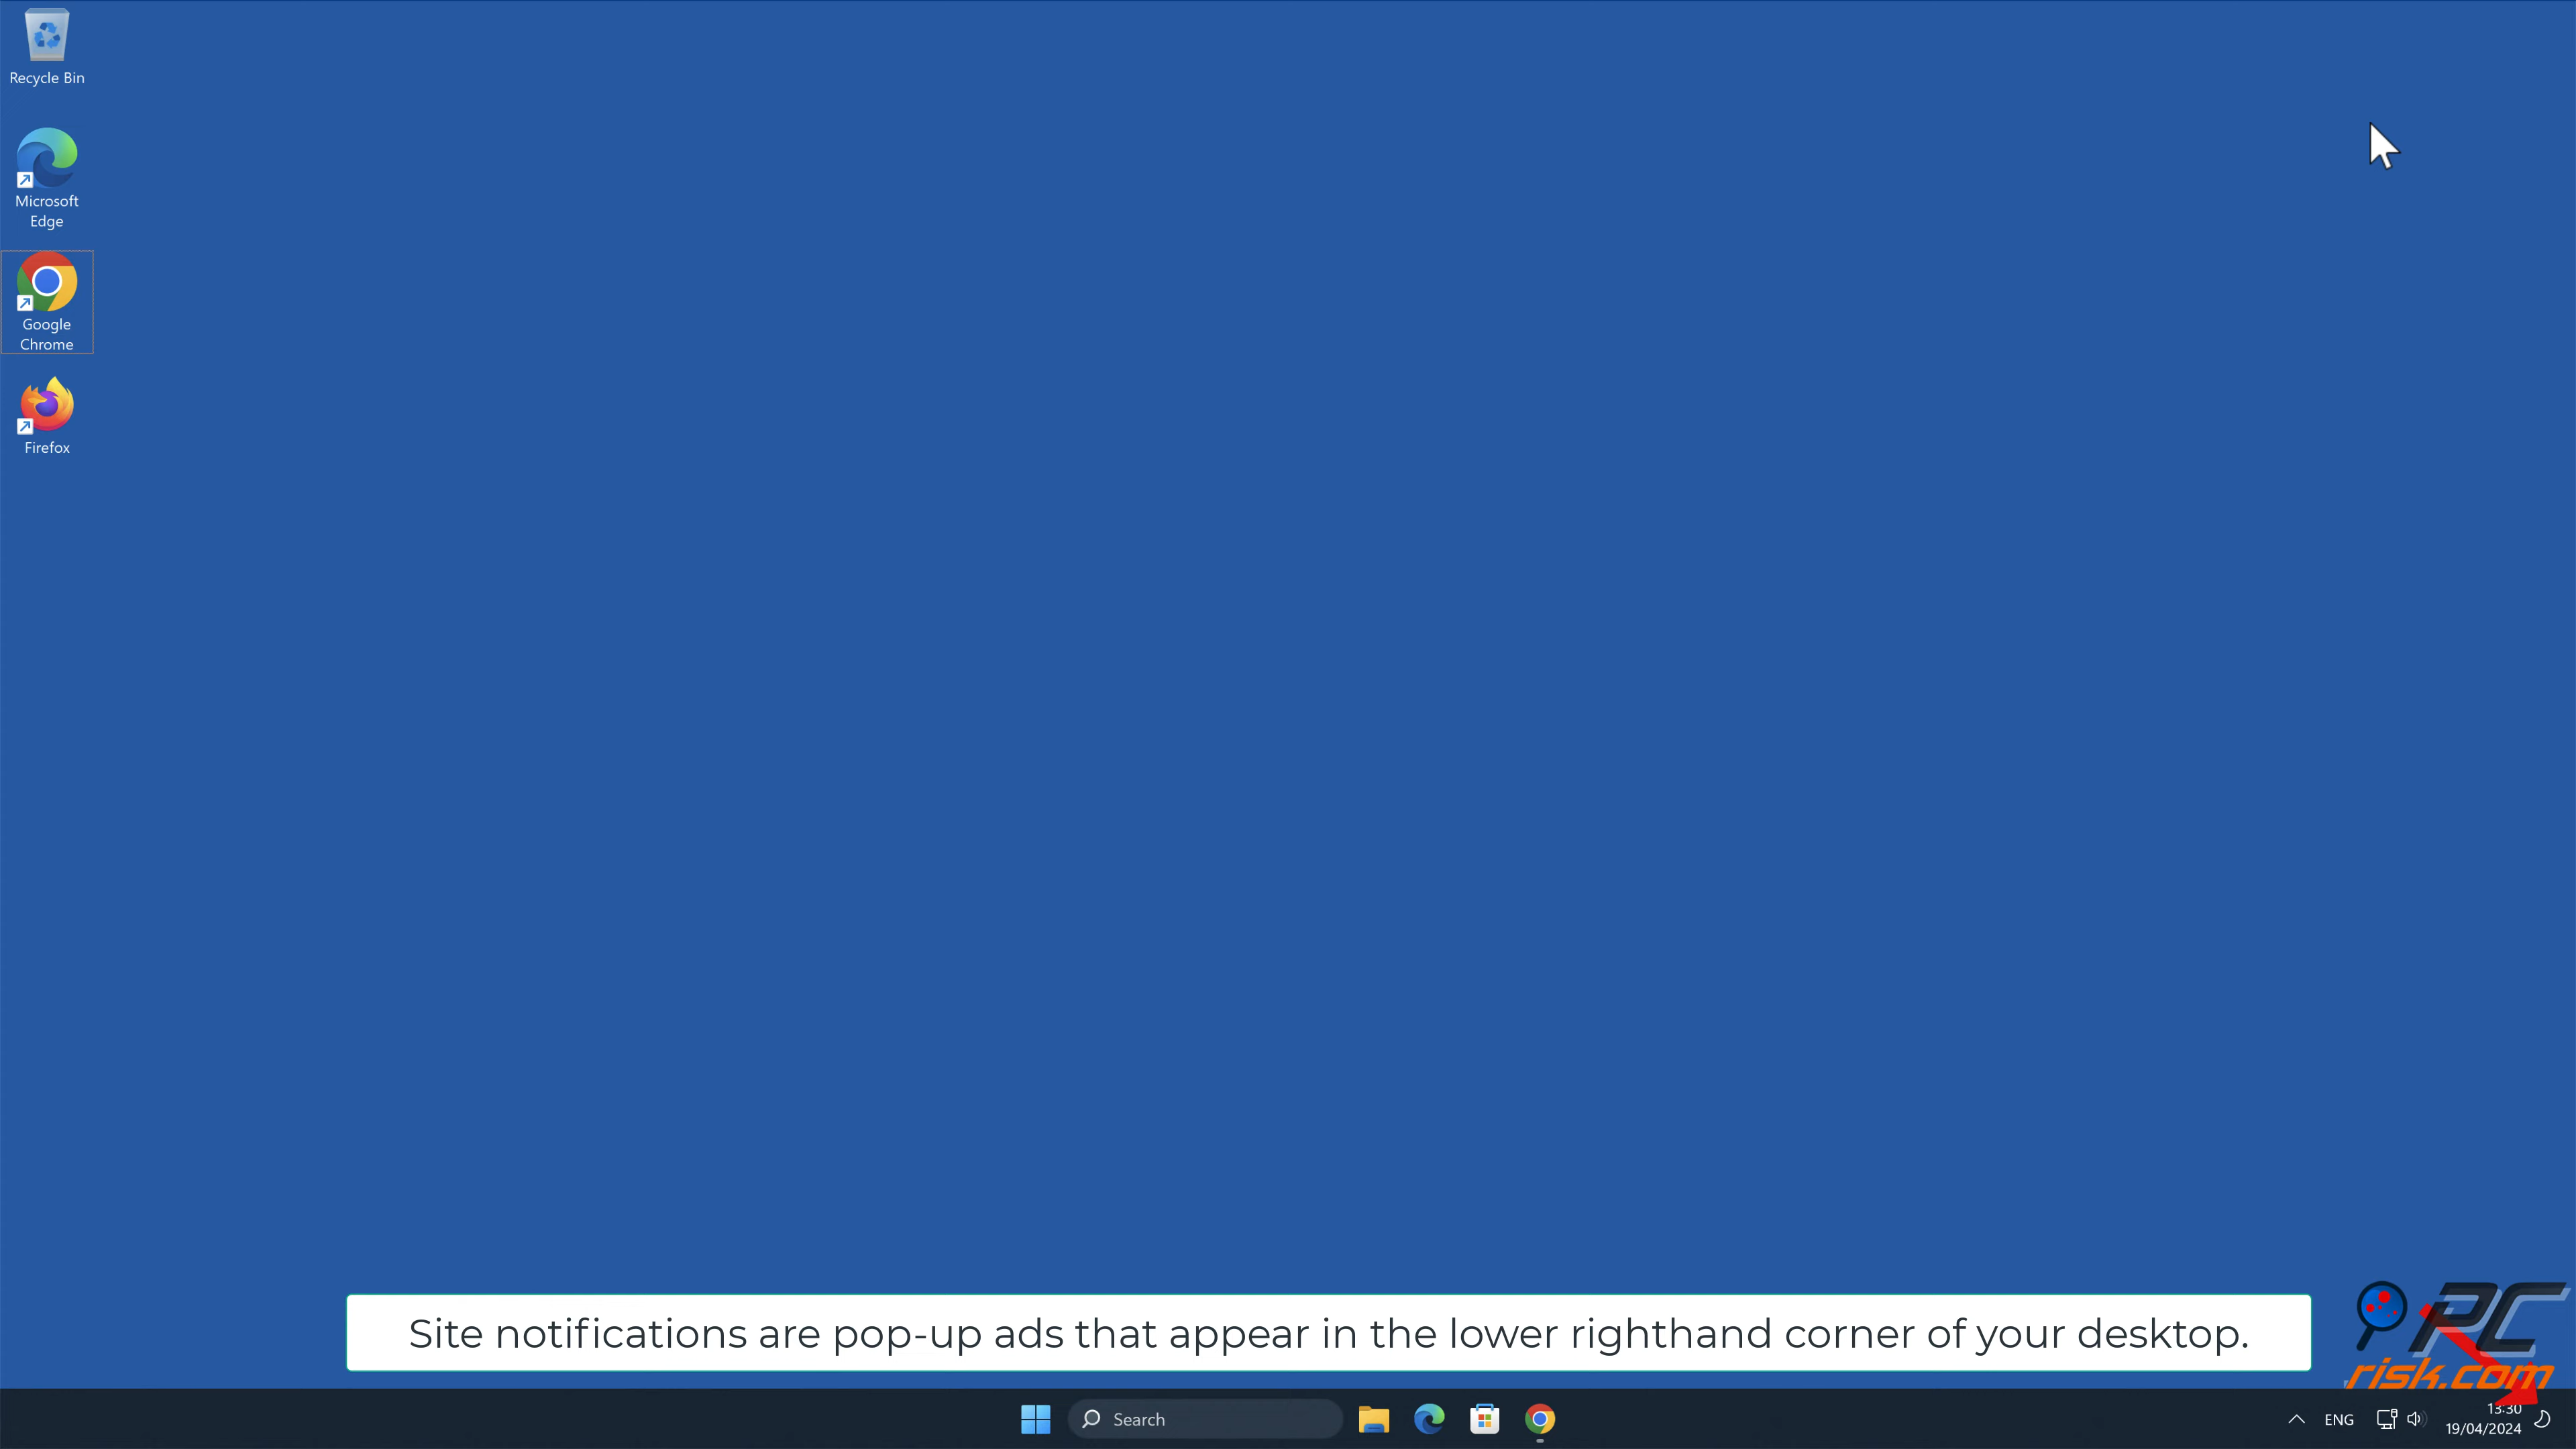 Recycle Bin
Microsoft
Edge
Google
Chrome
Firefox
Site notifications are pop-up ads that appear in the lower righthand corner of your desktop.
PC
risk.com
Search
ENG
13:30
19/04/2024